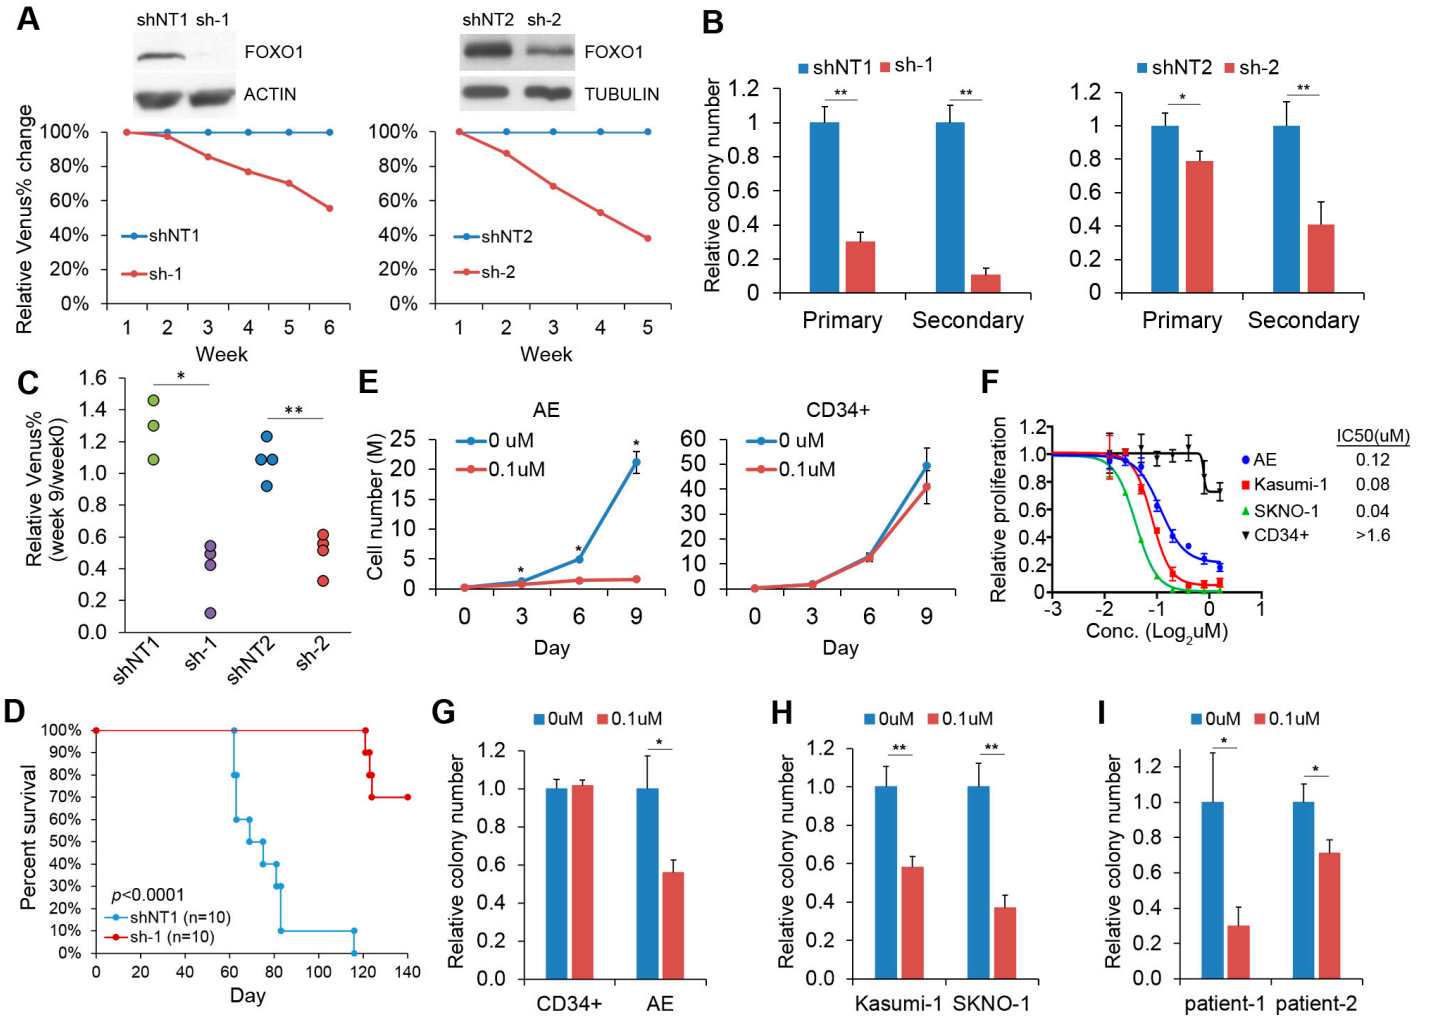 A
shNT1 sh-1
FOXO1
ACTIN
shNT2 sh-2
FOXO1
TUBULIN
Relative Venus% change
100%
80%
60%
40%
20%
0%
shNT1
sh-1
1 2 3 4 5 6
Week
100%
80%
60%
40%
20%
0%
shNT2
sh-2
1 2 3 4 5
Week
B
shNT1 sh-1
Relative colony number
1.2
1
0.8
0.6
0.4
0.2
0
** **
Primary Secondary
shNT2 sh-2
1.2
1
0.8
0.6
0.4
0.2
0
* **
Primary Secondary
C
Relative Venus%
(week 9/week0)
1.6
1.4
1.2
1.0
0.8
0.6
0.4
0.2
0.0
* **
shNT1 sh-1 shNT2 sh-2
E
AE
Cell number (M)
25
20
15
10
5
0
0 uM
0.1uM
* * *
0 3 6 9
Day
CD34+
60
50
40
30
20
10
0
0 uM
0.1uM
0 3 6 9
Day
F
Relative proliferation
1.2
1.0
0.8
0.6
0.4
0.2
0
-3 -2 -1 0 1
Conc. (Log2uM)
IC50(uM)
AE 0.12
Kasumi-1 0.08
SKNO-1 0.04
CD34+ >1.6
D
Percent survival
100%
90%
80%
70%
60%
50%
40%
30%
20%
10%
0%
p<0.0001
shNT1 (n=10)
sh-1 (n=10)
0 20 40 60 80 100 120 140
Day
G
0uM 0.1uM
Relative colony number
1.2
1.0
0.8
0.6
0.4
0.2
0.0
*
CD34+ AE
H
0uM 0.1uM
Relative colony number
1.2
1.0
0.8
0.6
0.4
0.2
0.0
** **
Kasumi-1 SKNO-1
I
0uM 0.1uM
Relative colony number
1.2
1.0
0.8
0.6
0.4
0.2
0.0
* *
patient-1 patient-2